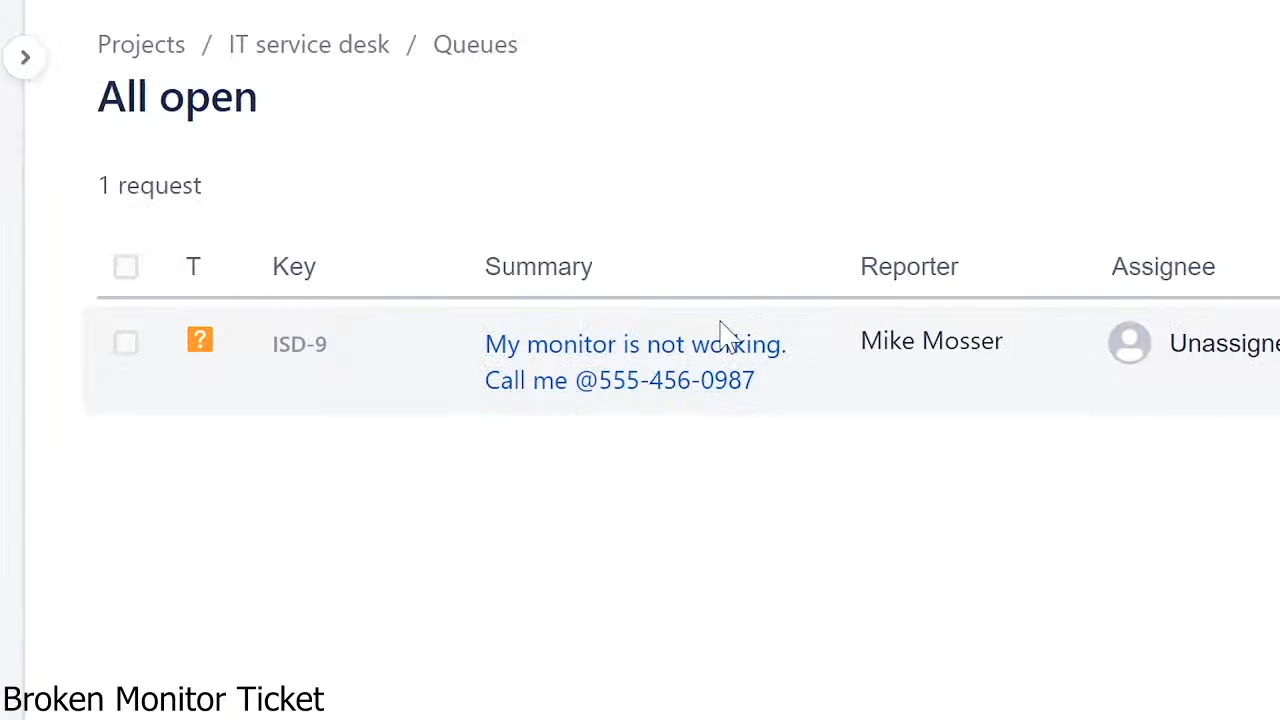 Projects / IT service desk / Queues
All open
1 request
T Key Summary Reporter Assignee
? ISD-9 My monitor is not working. Mike Mosser Unassigne
Call me @555-456-0987
Broken Monitor Ticket